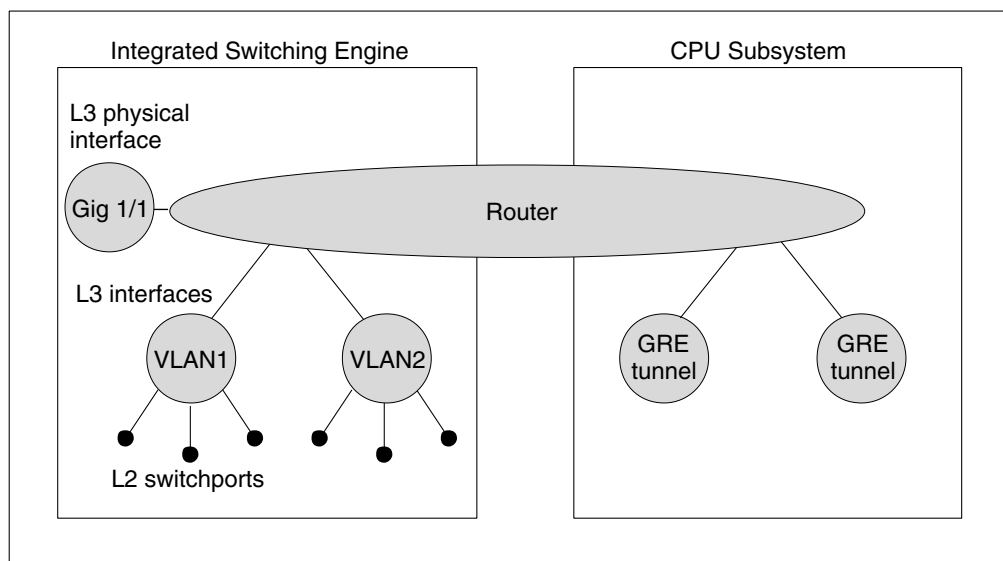 Integrated Switching Engine
CPU Subsystem
L3 physical
interface
Gig 1/1
Router
L3 interfaces
VLAN1
VLAN2
GRE
tunnel
GRE
tunnel
L2 switchports